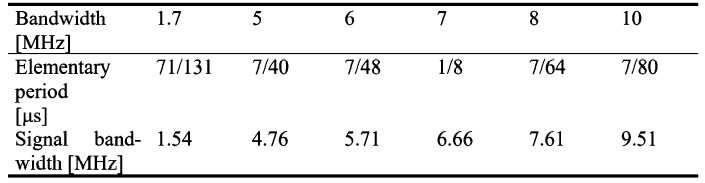 Bandwidth 1.7 5 6 7 8 10
[MHz]
Elementary 71/131 7/40 7/48 1/8 7/64 7/80
period
[μs]
Signal band- 1.54 4.76 5.71 6.66 7.61 9.51
width [MHz]